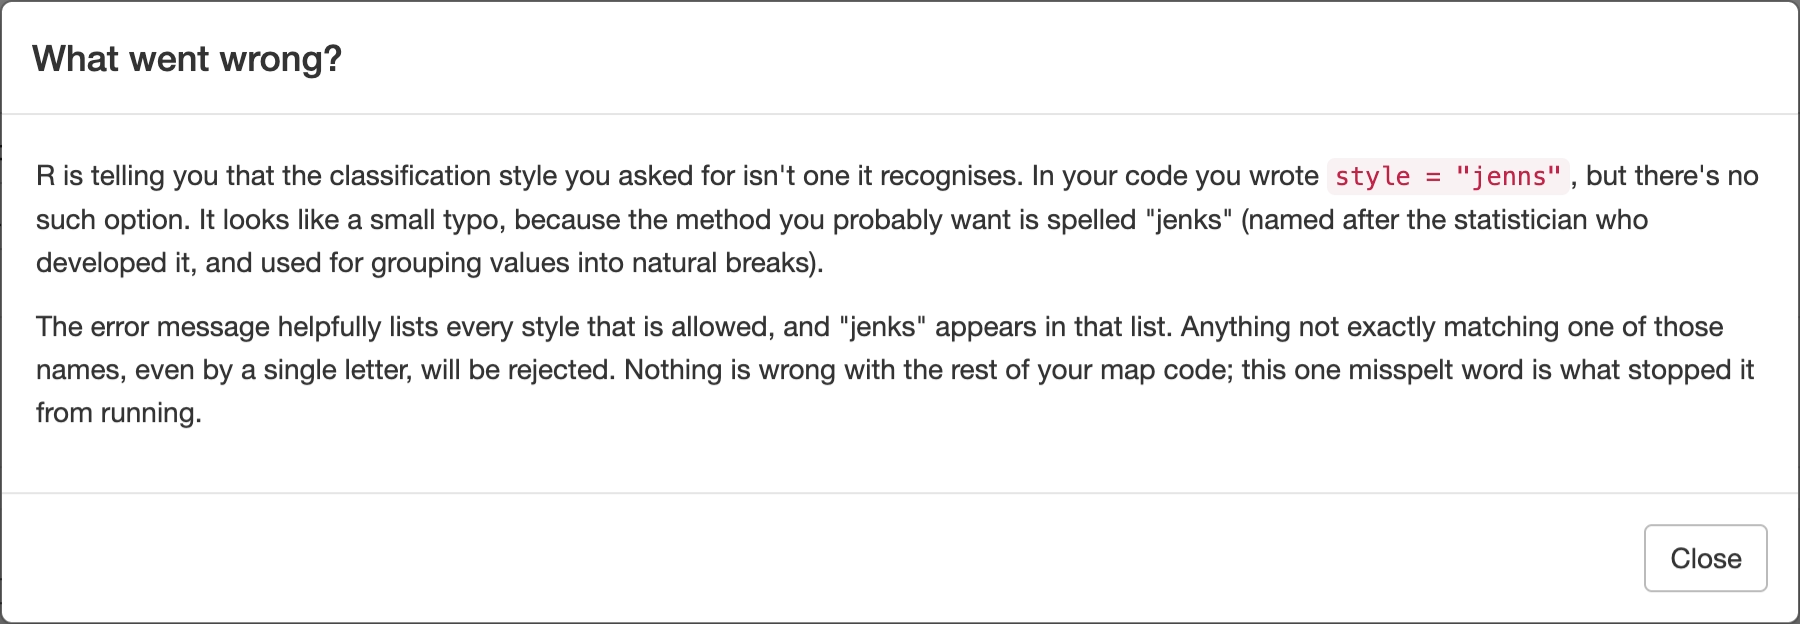 What went wrong?
R is telling you that the classification style you asked for isn't one it recognises. In your code you wrote style = "jenns", but there's no
such option. It looks like a small typo, because the method you probably want is spelled "jenks" (named after the statistician who
developed it, and used for grouping values into natural breaks).
The error message helpfully lists every style that is allowed, and "jenks" appears in that list. Anything not exactly matching one of those
names, even by a single letter, will be rejected. Nothing is wrong with the rest of your map code; this one misspelt word is what stopped it
from running.
Close